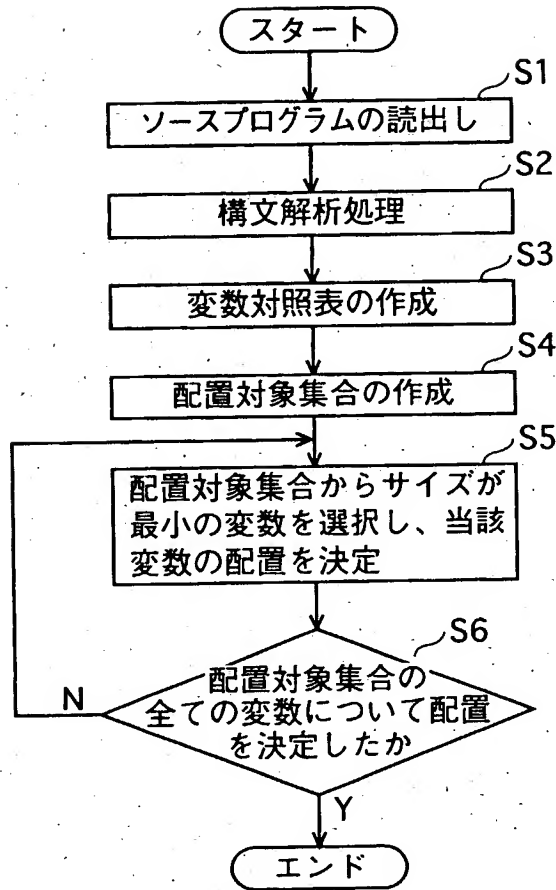 スタート
S1
ソースプログラムの読出し
S2
構文解析処理
S3
変数対照表の作成
S4
配置対象集合の作成
S5
配置対象集合からサイズが
最小の変数を選択し、当該
変数の配置を決定
S6
配置対象集合の
全ての変数について配置
を決定したか
N
Y
エンド